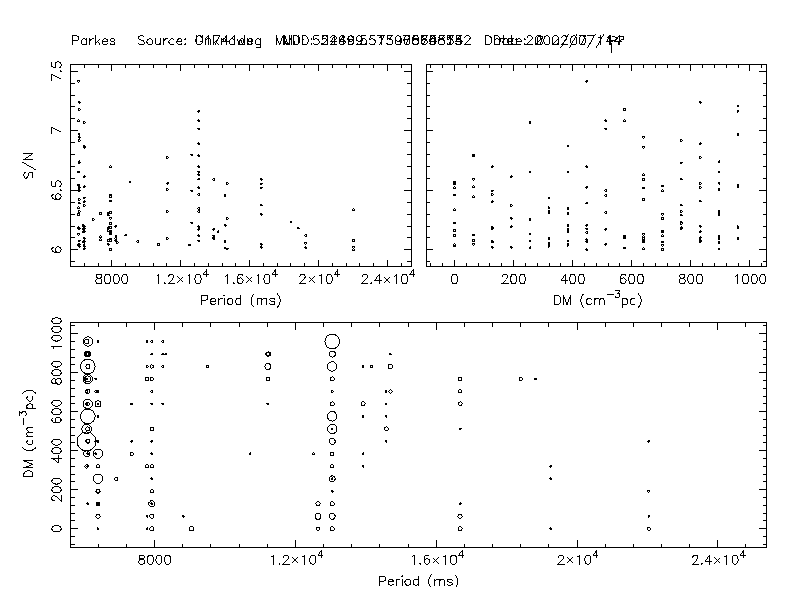 Parkes Source:
7.5
7
6.5
6
S/N
8000 1.2×10⁴ 1.6×10⁴ 2×10⁴ 2.4×10⁴
Period (ms)
0 200 400 600 800 1000
DM (cm⁻³pc)
1000
800
600
400
200
0
DM (cm⁻³pc)
8000 1.2×10⁴ 1.6×10⁴ 2×10⁴ 2.4×10⁴
Period (ms)